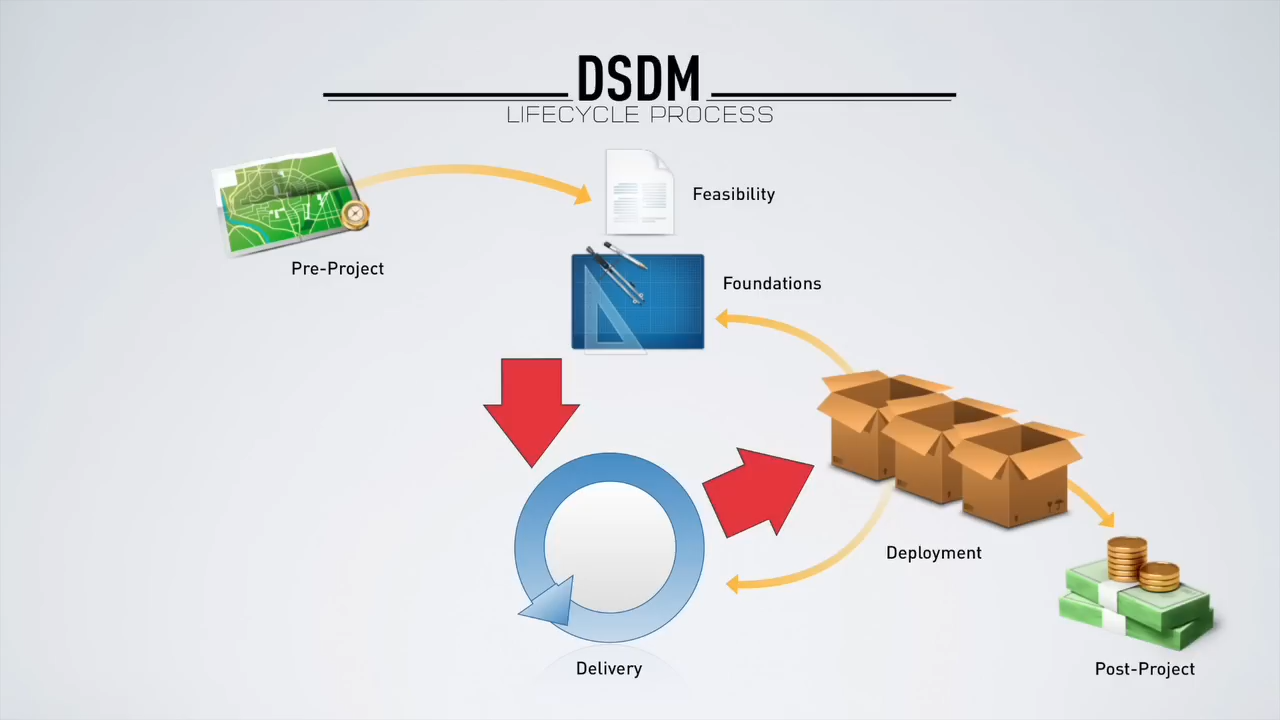 DSDM
LIFECYCLE PROCESS
Feasibility
Pre-Project
Foundations
Deployment
Delivery
Post-Project